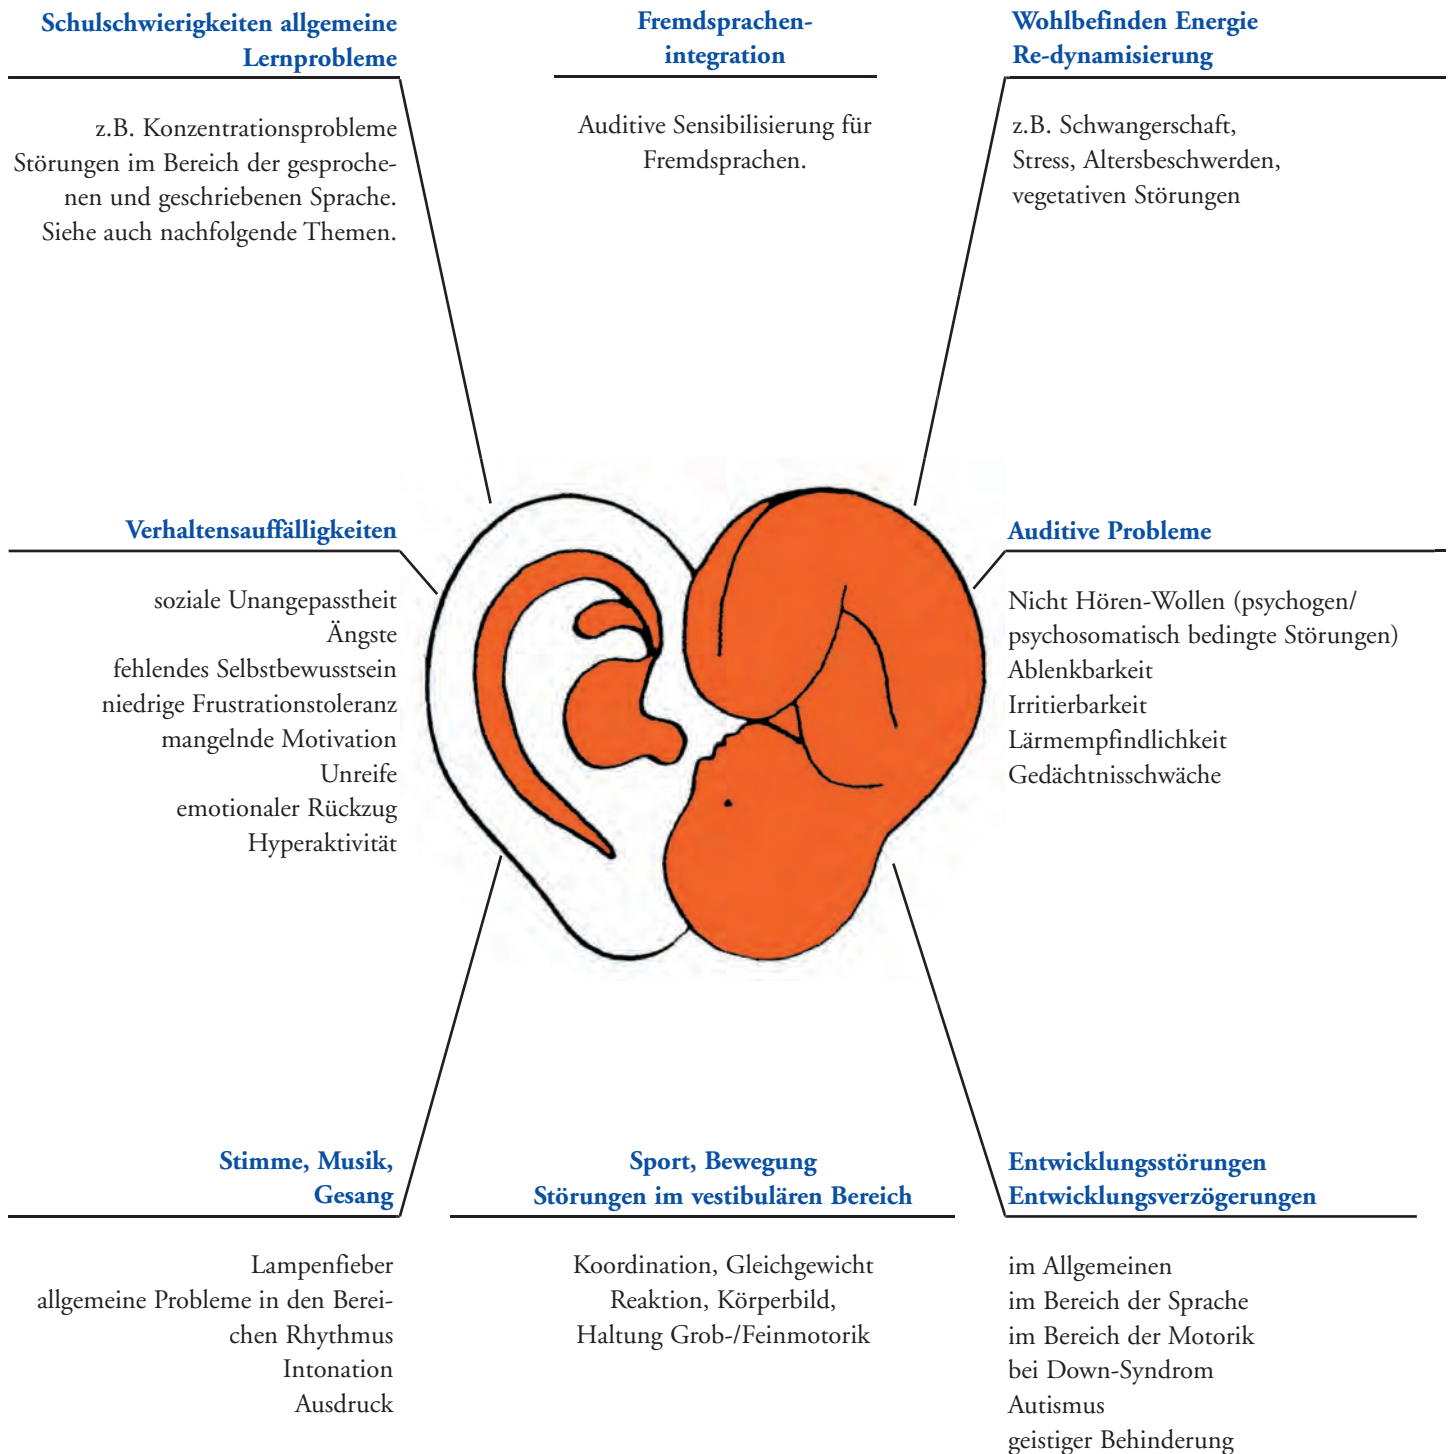 Schulschwierigkeiten allgemeine
Lernprobleme
z.B. Konzentrationsprobleme
Störungen im Bereich der gesproche-
nen und geschriebenen Sprache.
Siehe auch nachfolgende Themen.
Fremdsprachen-
integration
Auditive Sensibilisierung für
Fremdsprachen.
Wohlbefinden Energie
Re-dynamisierung
z.B. Schwangerschaft,
Stress, Altersbeschwerden,
vegetativen Störungen
Verhaltensauffälligkeiten
soziale Unangepasstheit
Ängste
fehlendes Selbstbewusstsein
niedrige Frustrationstoleranz
mangelnde Motivation
Unreife
emotionaler Rückzug
Hyperaktivität
Auditive Probleme
Nicht Hören-Wollen (psychogen/
psychosomatisch bedingte Störungen)
Ablenkbarkeit
Irritierbarkeit
Lärmempfindlichkeit
Gedächtnisschwäche
Stimme, Musik,
Gesang
Lampenfieber
allgemeine Probleme in den Berei-
chen Rhythmus
Intonation
Ausdruck
Sport, Bewegung
Störungen im vestibulären Bereich
Koordination, Gleichgewicht
Reaktion, Körperbild,
Haltung Grob-/Feinmotorik
Entwicklungsstörungen
Entwicklungsverzögerungen
im Allgemeinen
im Bereich der Sprache
im Bereich der Motorik
bei Down-Syndrom
Autismus
geistiger Behinderung